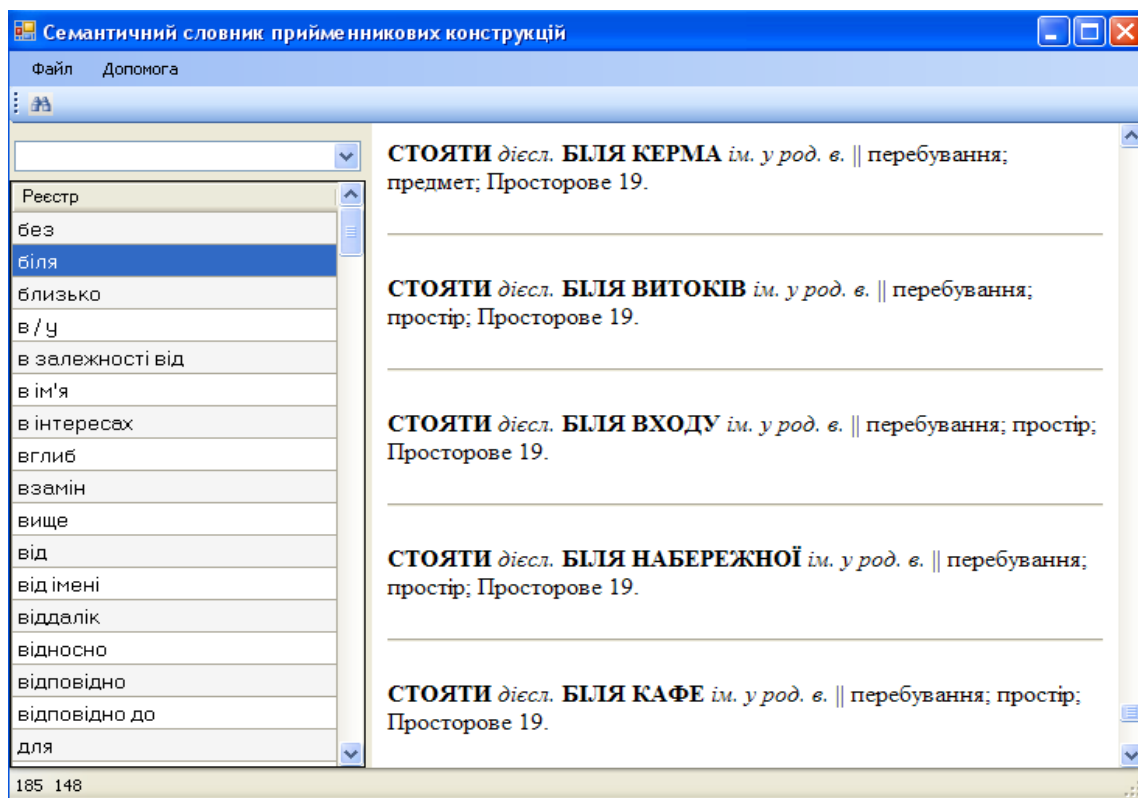 Семантичний словник прийменникових конструкцій
Файл Допомога
Реєстр
без
біля
близько
в / у
в залежності від
в ім'я
в інтересах
вглиб
взамін
вище
від
від імені
віддалік
відносно
відповідно
відповідно до
для
СТОЯТИ дієсл. БІЛЯ КЕРМА ім. у род. в. || перебування;
предмет; Просторове 19.
СТОЯТИ дієсл. БІЛЯ ВИТОКІВ ім. у род. в. || перебування;
простір; Просторове 19.
СТОЯТИ дієсл. БІЛЯ ВХОДУ ім. у род. в. || перебування; простір;
Просторове 19.
СТОЯТИ дієсл. БІЛЯ НАБЕРЕЖНОЇ ім. у род. в. || перебування;
простір; Просторове 19.
СТОЯТИ дієсл. БІЛЯ КАФЕ ім. у род. в. || перебування; простір;
Просторове 19.
185 148